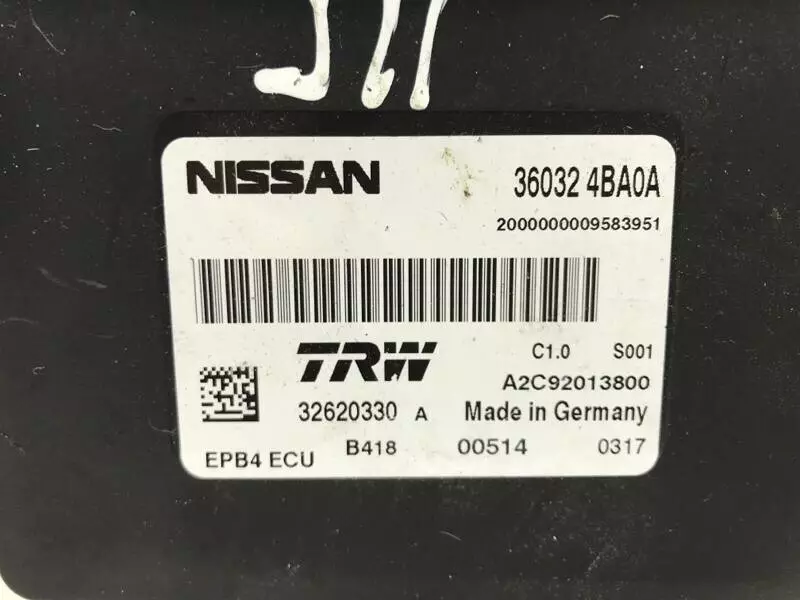 NISSAN 36032 4BA0A
2000000009583951
TRW C1.0 S001
A2C92013800
32620330 A Made in Germany
EPB4 ECU B418 00514 0317